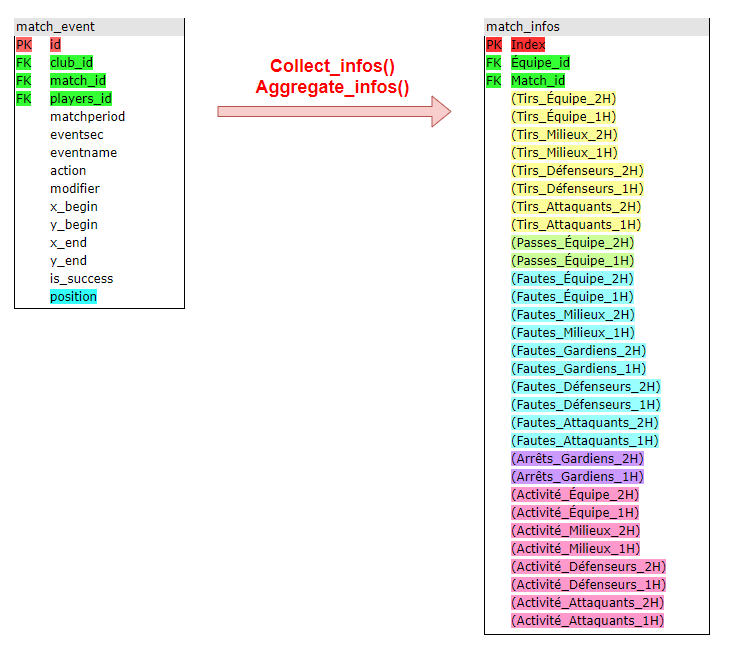 match_event
PK id
FK club_id
FK match_id
FK players_id
matchperiod
eventsec
eventname
action
modifier
x_begin
y_begin
x_end
y_end
is_success
position
Collect_infos()
Aggregate_infos()
match_infos
PK Index
FK Équipe_id
FK Match_id
(Tirs_Équipe_2H)
(Tirs_Équipe_1H)
(Tirs_Milieux_2H)
(Tirs_Milieux_1H)
(Tirs_Défenseurs_2H)
(Tirs_Défenseurs_1H)
(Tirs_Attaquants_2H)
(Tirs_Attaquants_1H)
(Passes_Équipe_2H)
(Passes_Équipe_1H)
(Fautes_Équipe_2H)
(Fautes_Équipe_1H)
(Fautes_Milieux_2H)
(Fautes_Milieux_1H)
(Fautes_Gardiens_2H)
(Fautes_Gardiens_1H)
(Fautes_Défenseurs_2H)
(Fautes_Défenseurs_1H)
(Fautes_Attaquants_2H)
(Fautes_Attaquants_1H)
(Arrêts_Gardiens_2H)
(Arrêts_Gardiens_1H)
(Activité_Équipe_2H)
(Activité_Équipe_1H)
(Activité_Milieux_2H)
(Activité_Milieux_1H)
(Activité_Défenseurs_2H)
(Activité_Défenseurs_1H)
(Activité_Attaquants_2H)
(Activité_Attaquants_1H)